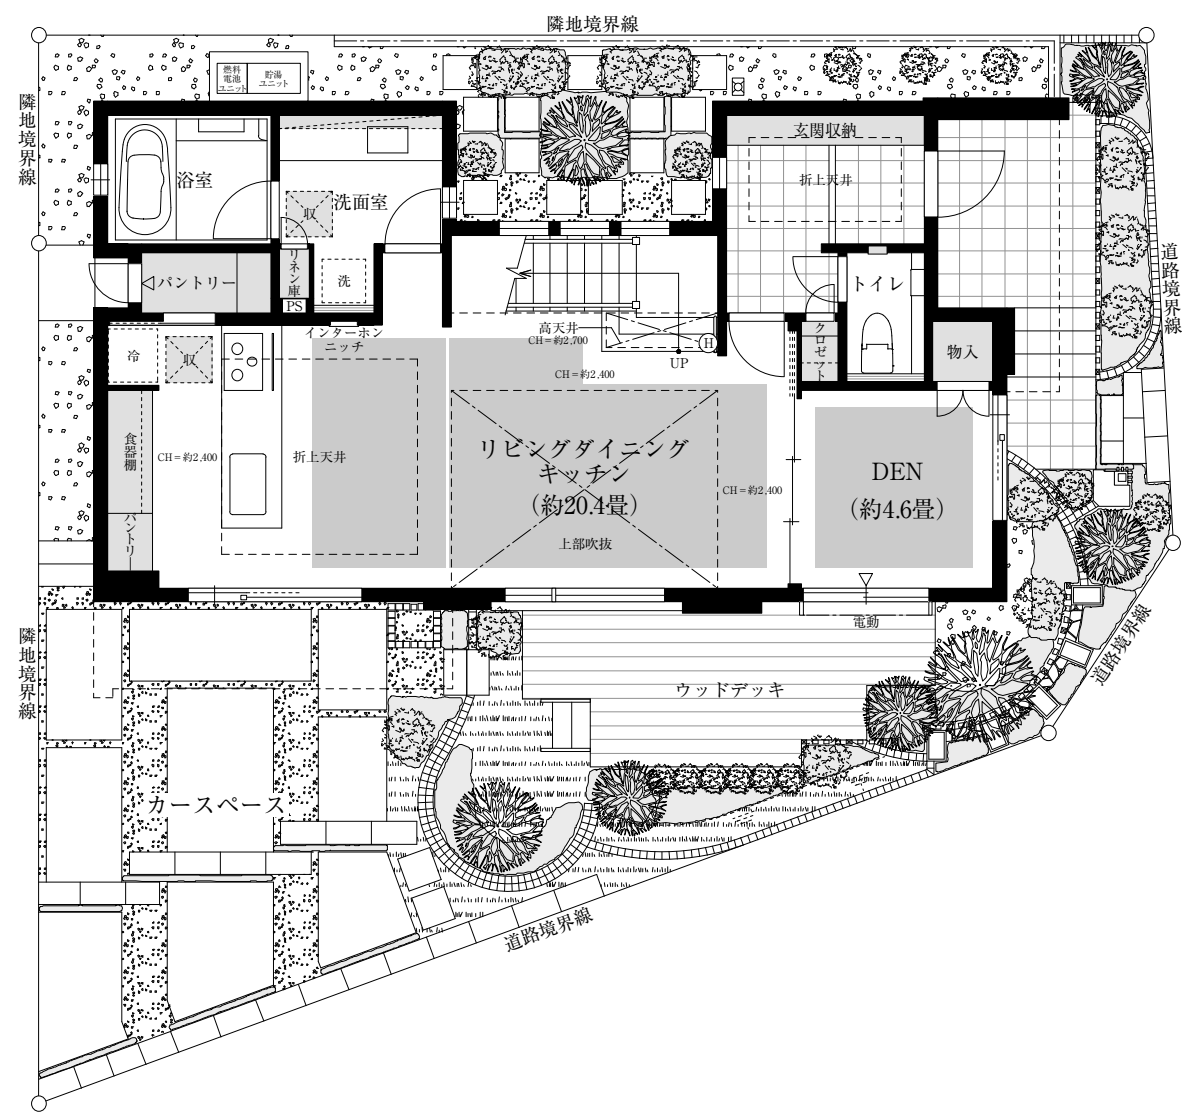 隣地境界線
隣地境界線
燃料
電池
ユニット
貯湯
ユニット
玄関収納
浴室
洗面室
折上天井
収
道路境界線
パントリー
リネン庫
洗
トイレ
PS
インターホン
ニッチ
高天井
CH=約2,700
H
UP
クロゼット
物入
冷
収
CH=約2,400
食器棚
CH=約2,400
折上天井
リビングダイニング
キッチン
(約20.4畳)
CH=約2,400
DEN
(約4.6畳)
上部吹抜
パントリー
電動
隣地境界線
道路境界線
ウッドデッキ
カースペース
道路境界線